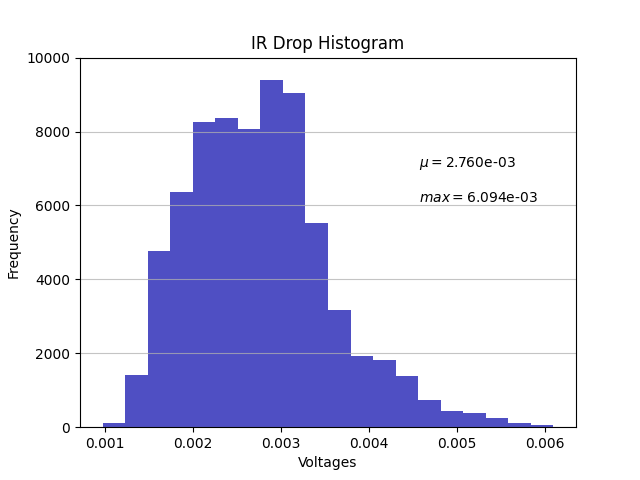 IR Drop Histogram
10000
8000
6000
4000
2000
0
Frequency
μ = 2.760e-03
max = 6.094e-03
0.001 0.002 0.003 0.004 0.005 0.006
Voltages